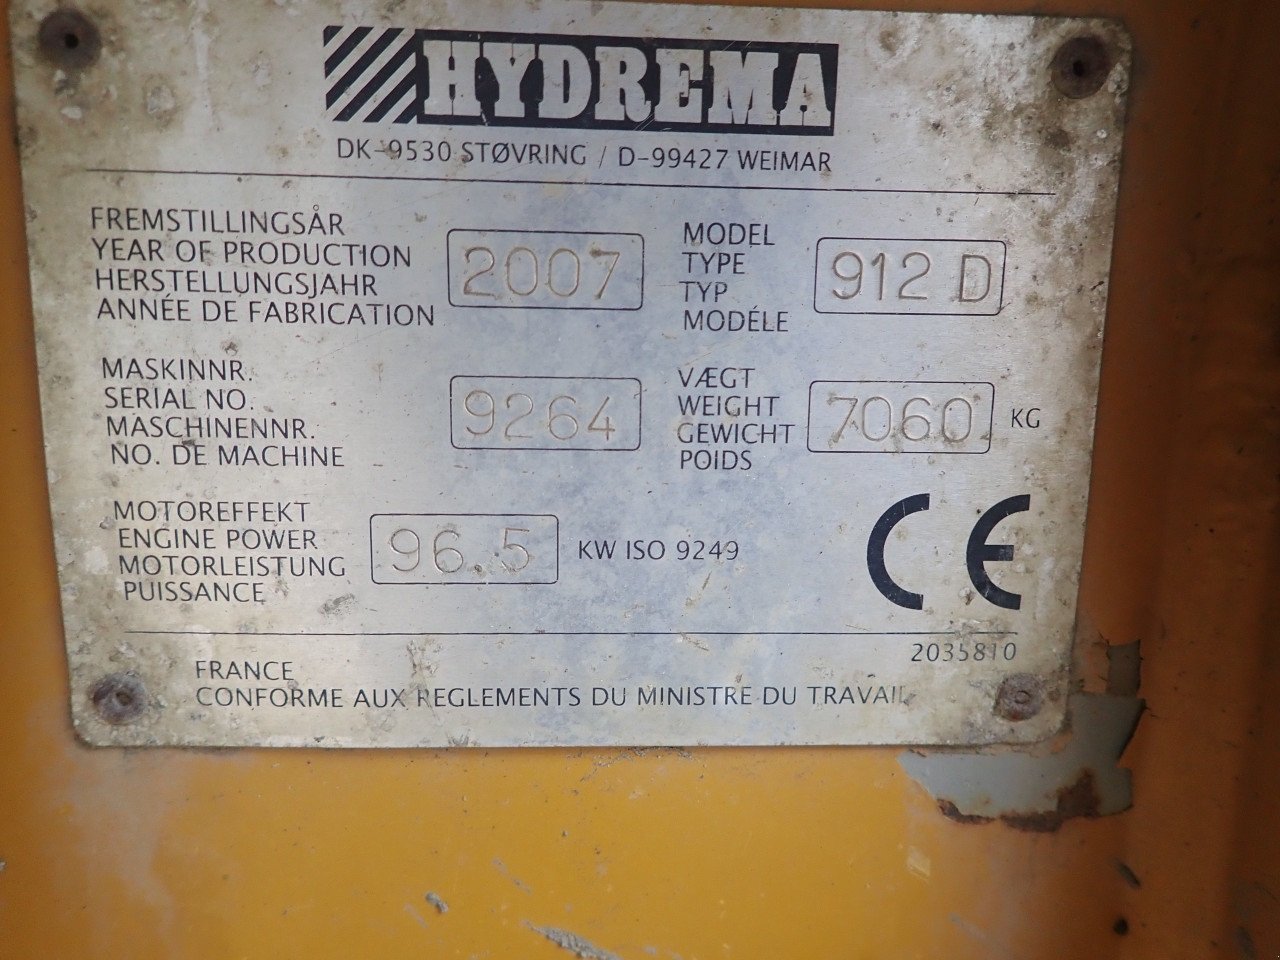 HYDREMA
DK-9530 STØVRING / D-99427 WEIMAR
FREMSTILLINGSÅR
YEAR OF PRODUCTION
HERSTELLUNGSJAHR
ANNÉE DE FABRICATION
2007
MODEL
TYPE
TYP
MODÉLE
912 D
MASKINNR.
SERIAL NO.
MASCHINENNR.
NO. DE MACHINE
9264
VÆGT
WEIGHT
GEWICHT
POIDS
7060 KG
MOTOREFFEKT
ENGINE POWER
MOTORLEISTUNG
PUISSANCE
96.5 KW ISO 9249
CE
2035810
FRANCE
CONFORME AUX REGLEMENTS DU MINISTRE DU TRAVAIL